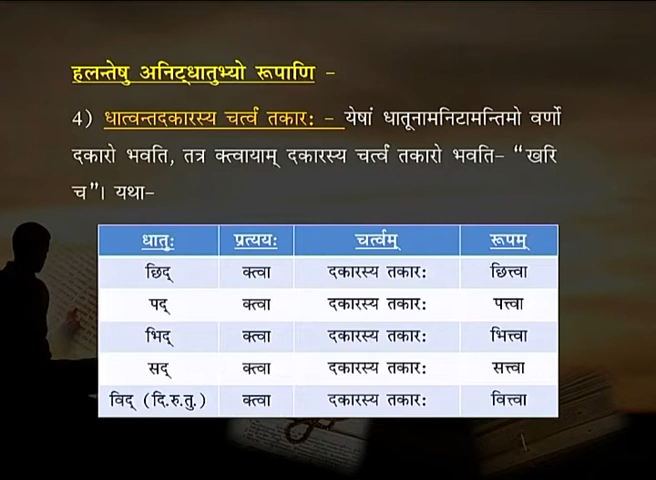 हलन्तेषु अनिट्धातुभ्यो रूपाणि –
4) धात्वन्तदकारस्य चर्त्वं तकारः – येषां धातूनामनिटामन्तिमो वर्णो
दकारो भवति, तत्र क्त्वायाम् दकारस्य चर्त्वं तकारो भवति– “खरि
च”। यथा–
धातुः प्रत्ययः चर्त्वम् रूपम्
छिद् क्त्वा दकारस्य तकारः छित्त्वा
पद् क्त्वा दकारस्य तकारः पत्त्वा
भिद् क्त्वा दकारस्य तकारः भित्त्वा
सद् क्त्वा दकारस्य तकारः सत्त्वा
विद् (दि.रु.तु.) क्त्वा दकारस्य तकारः वित्त्वा